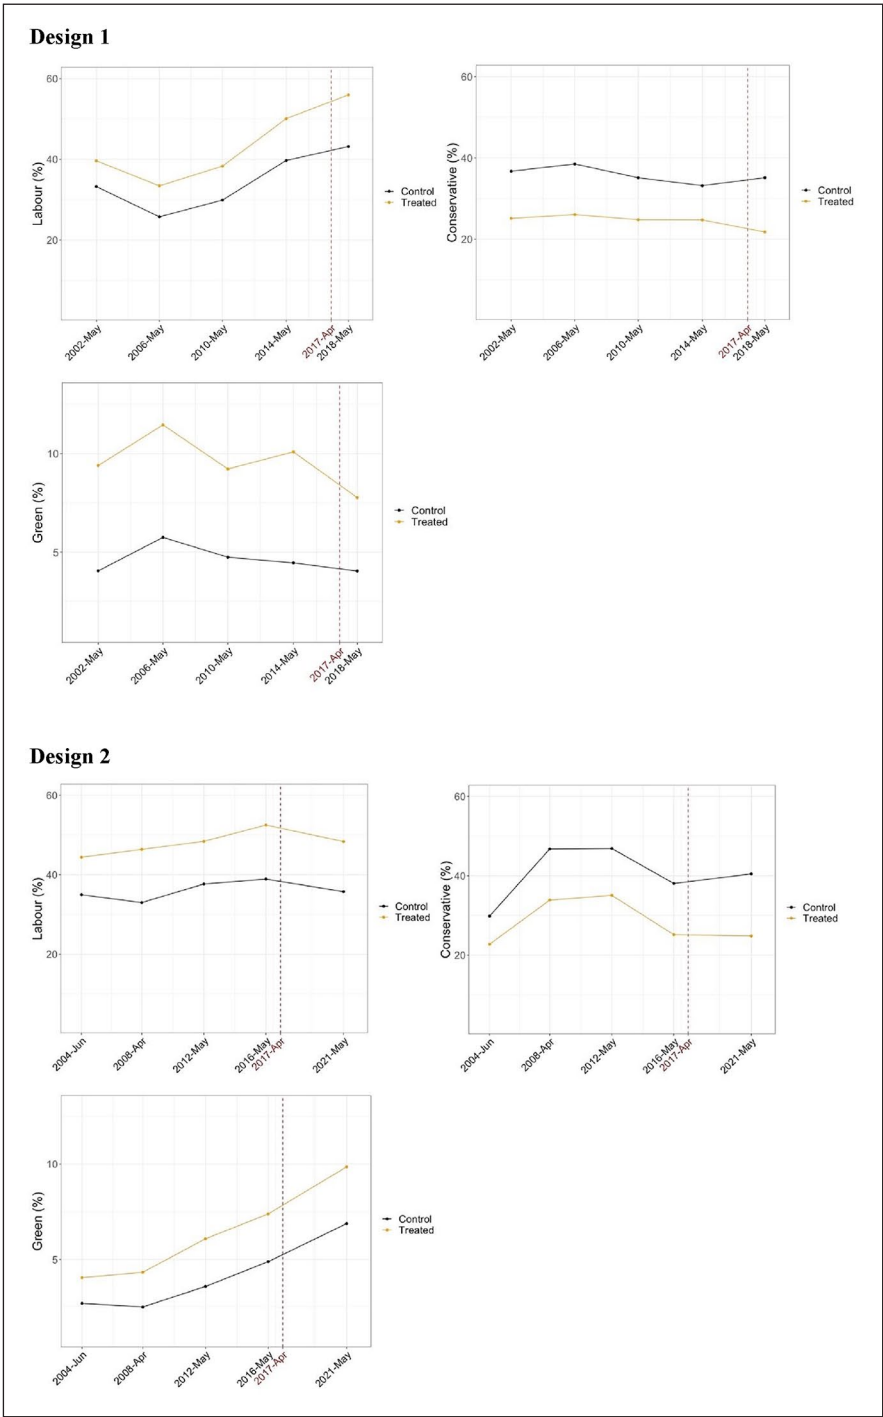 Design 1
60
40
20
Labour (%)
2002-May
2006-May
2010-May
2014-May
2017-Apr
2018-May
Control
Treated
60
40
20
Conservative (%)
2002-May
2006-May
2010-May
2014-May
2017-Apr
2018-May
Control
Treated
10
5
Green (%)
2002-May
2006-May
2010-May
2014-May
2017-Apr
2018-May
Control
Treated
Design 2
60
40
20
Labour (%)
2004-Jun
2008-Apr
2012-May
2016-May
2017-Apr
2021-May
Control
Treated
60
40
20
Conservative (%)
2004-Jun
2008-Apr
2012-May
2016-May
2017-Apr
2021-May
Control
Treated
10
5
Green (%)
2004-Jun
2008-Apr
2012-May
2016-May
2017-Apr
2021-May
Control
Treated